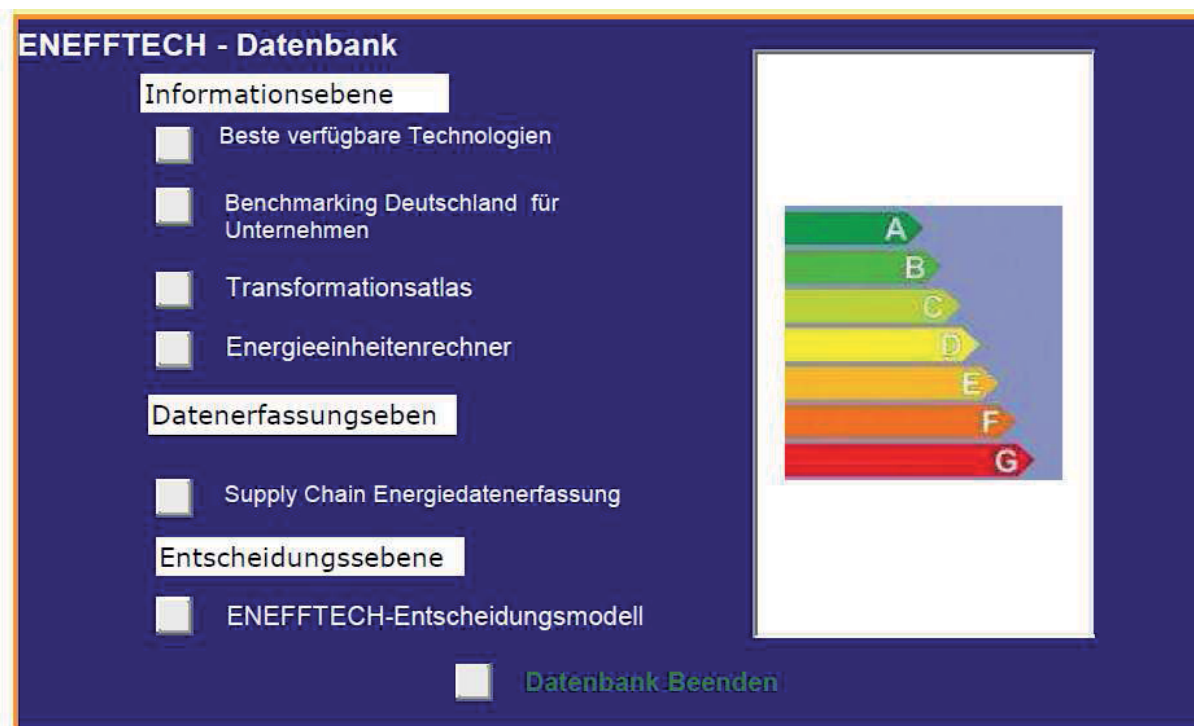 ENEFFTECH - Datenbank
Informationsebene
Beste verfügbare Technologien
Benchmarking Deutschland für
Unternehmen
Transformationsatlas
Energieeinheitenrechner
Datenerfassungseben
Supply Chain Energiedatenerfassung
Entscheidungssebene
ENEFFTECH-Entscheidungsmodell
Datenbank Beenden
A
B
C
D
E
F
G